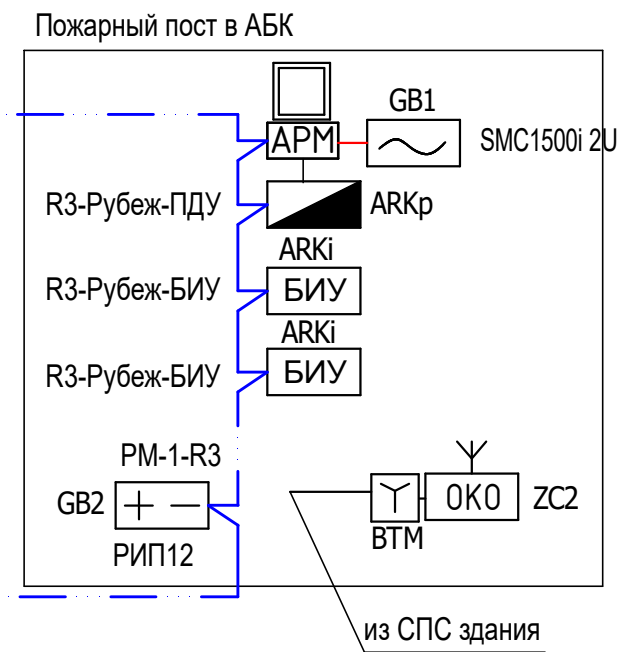 Пожарный пост в АБК
GB1
АРМ
SMC1500i 2U
R3-Рубеж-ПДУ
ARKp
ARKi
R3-Рубеж-БИУ
БИУ
ARKi
R3-Рубеж-БИУ
БИУ
РМ-1-R3
GB2
+ −
РИП12
ОКО
ZC2
ВТМ
из СПС здания